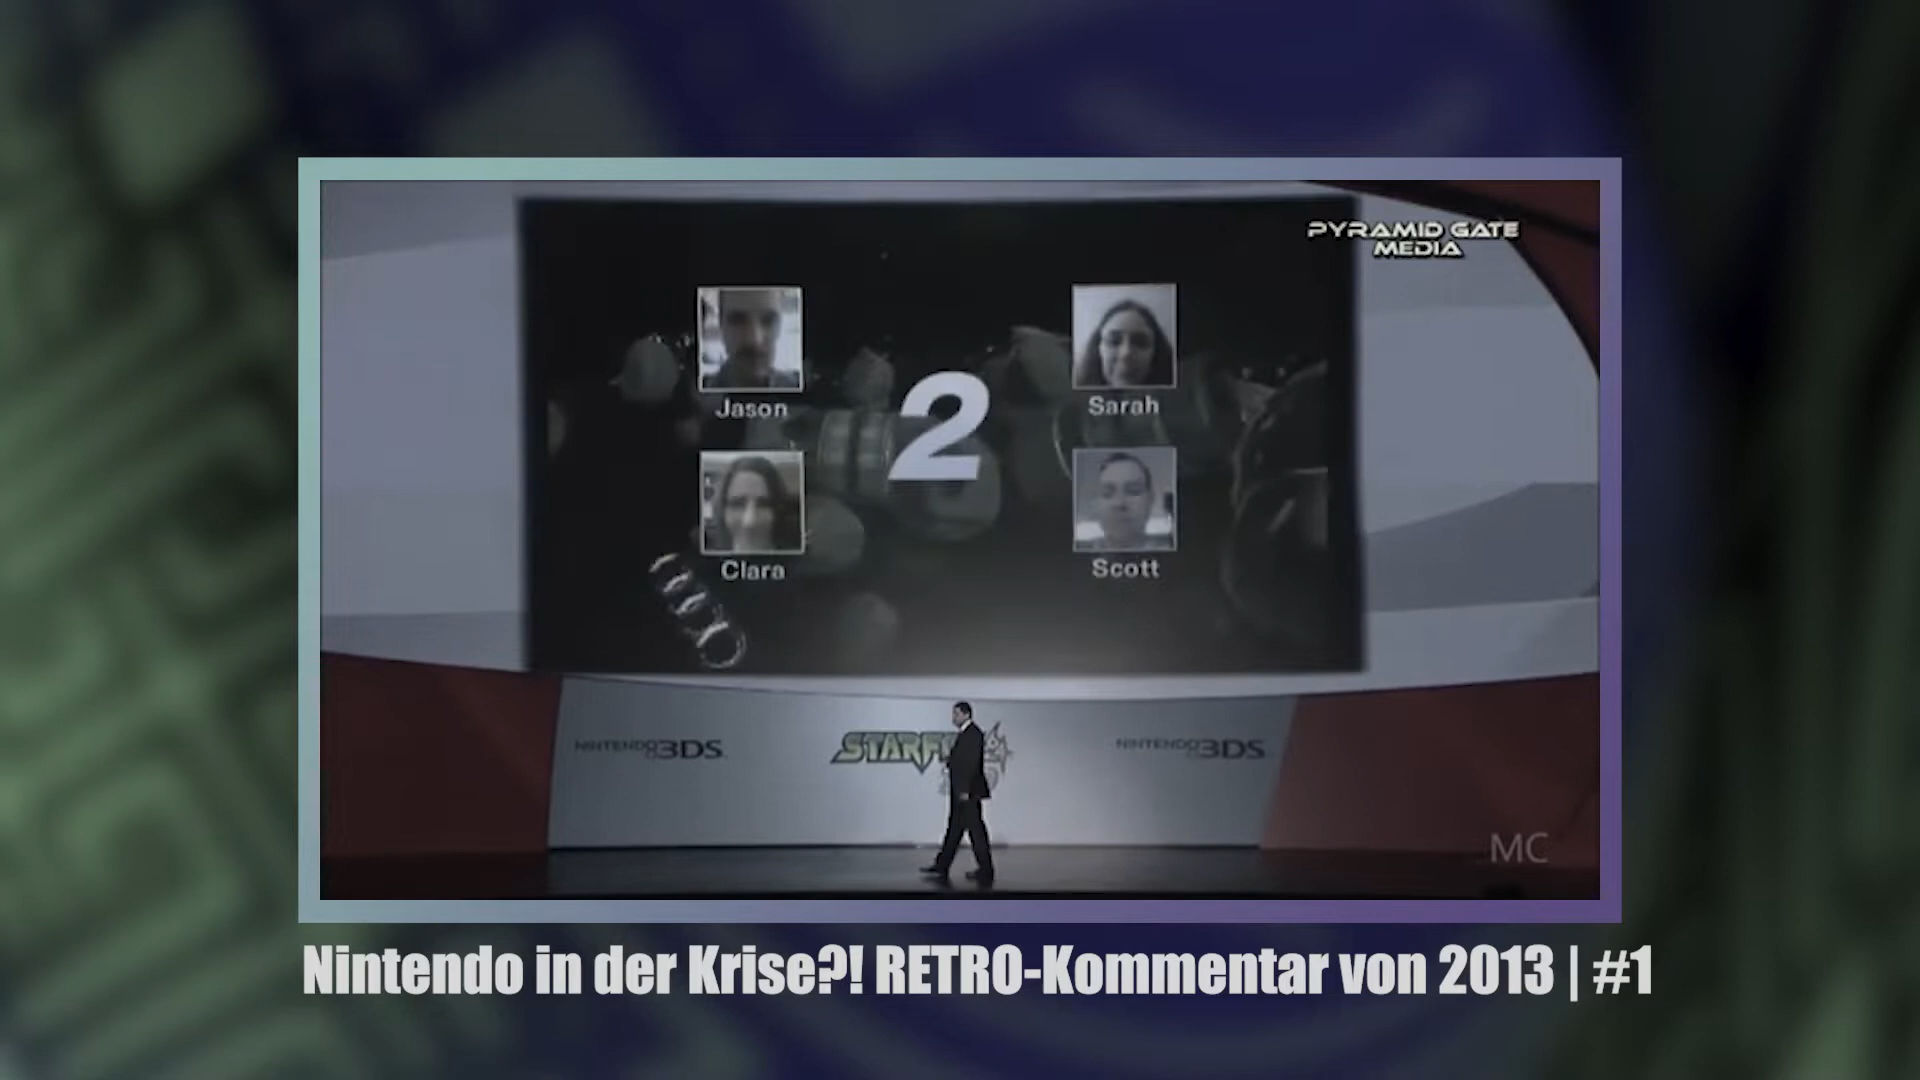 PYRAMID GATE
MEDIA
Jason
Sarah
2
Clara
Scott
NINTENDO 3DS
STARF
NINTENDO 3DS
MC
Nintendo in der Krise?! RETRO-Kommentar von 2013 | #1